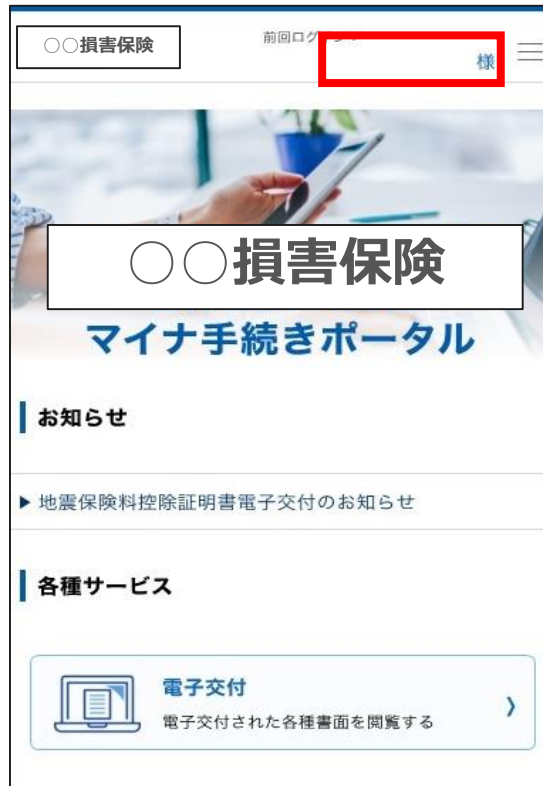 ○○損害保険
前回ログ
様
○○損害保険
マイナ手続きポータル
お知らせ
▶ 地震保険料控除証明書電子交付のお知らせ
各種サービス
電子交付
電子交付された各種書面を閲覧する